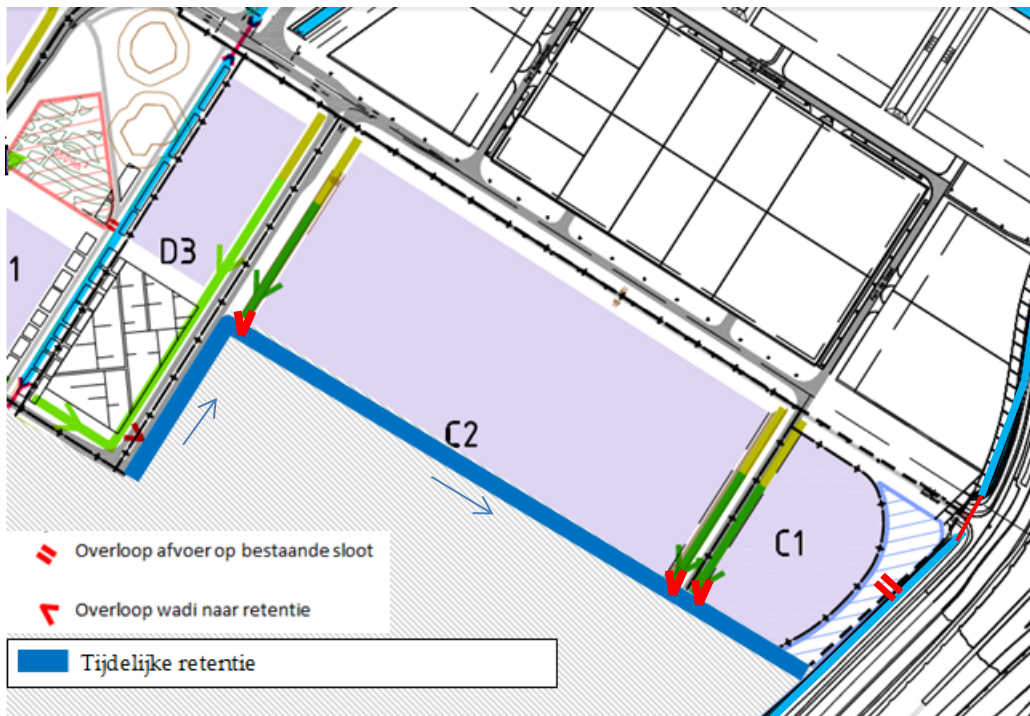 D3
1
C2
C1
Overloop afvoer op bestaande sloot
Overloop wadi naar retentie
Tijdelijke retentie